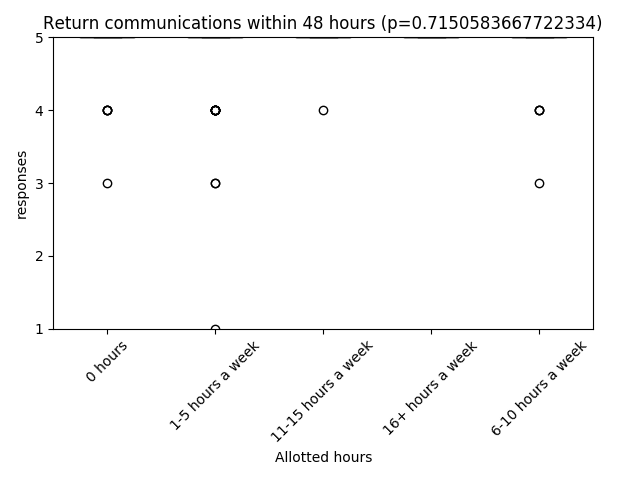 Return communications within 48 hours (p=0.7150583667722334)
5
4
3
2
1
responses
0 hours
1-5 hours a week
11-15 hours a week
16+ hours a week
6-10 hours a week
Allotted hours